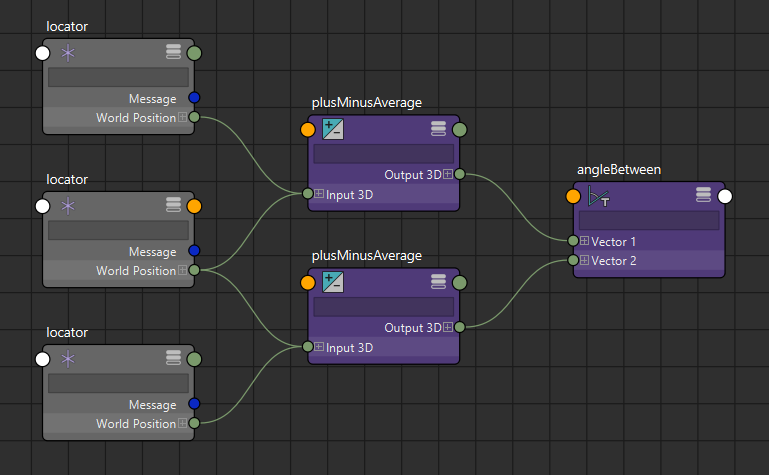 locator
Message
World Position
locator
Message
World Position
locator
Message
World Position
plusMinusAverage
Output 3D
Input 3D
plusMinusAverage
Output 3D
Input 3D
angleBetween
T
Vector 1
Vector 2